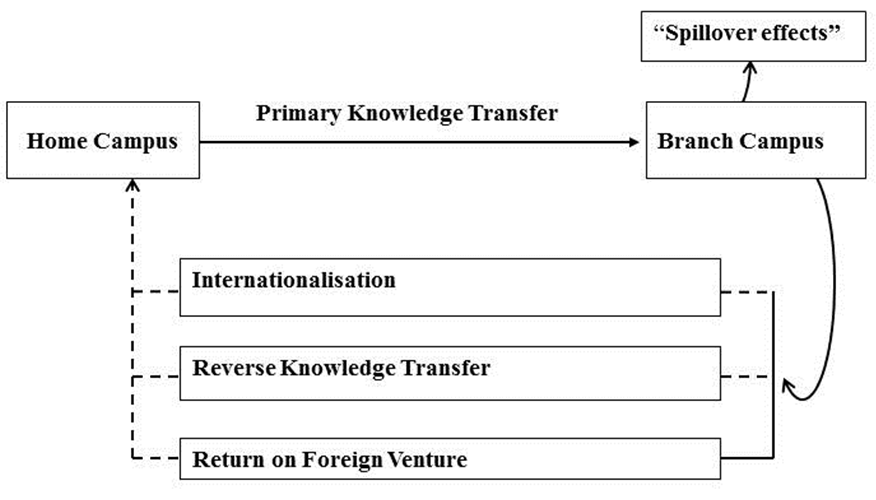 “Spillover effects”
Primary Knowledge Transfer
Home Campus
Branch Campus
Internationalisation
Reverse Knowledge Transfer
Return on Foreign Venture